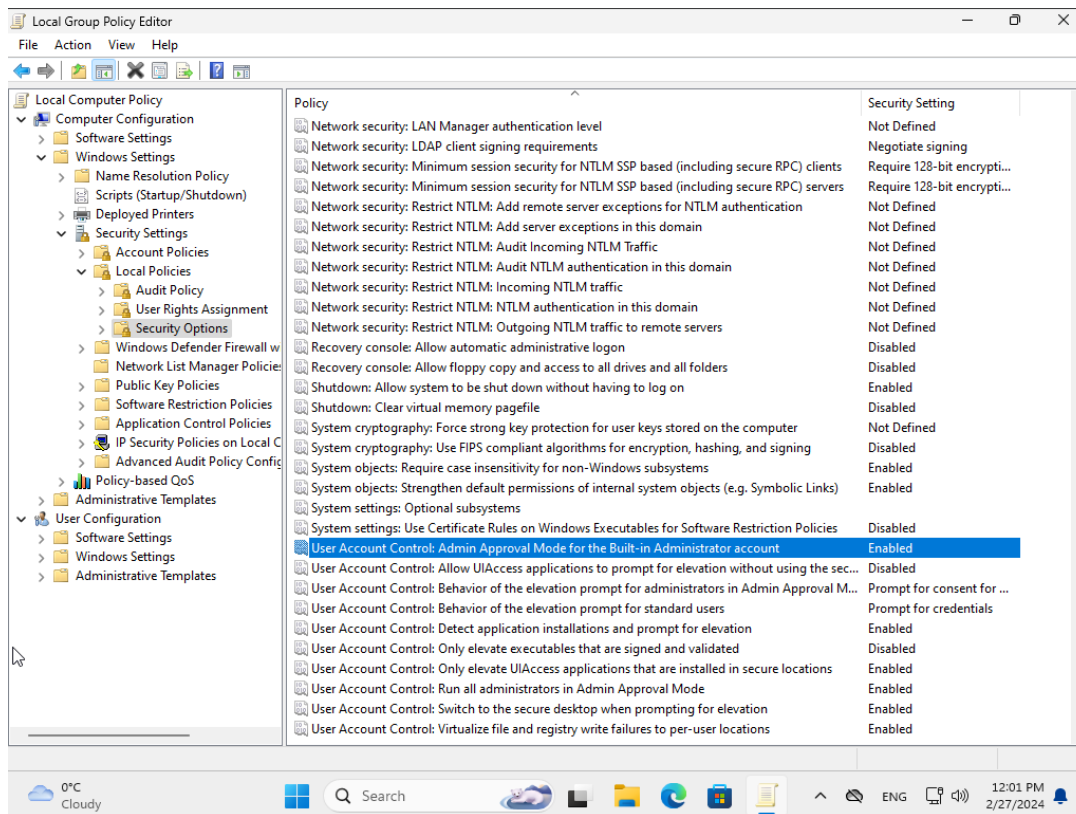 Local Group Policy Editor
File Action View Help
Local Computer Policy
Computer Configuration
Software Settings
Windows Settings
Name Resolution Policy
Scripts (Startup/Shutdown)
Deployed Printers
Security Settings
Account Policies
Local Policies
Audit Policy
User Rights Assignment
Security Options
Windows Defender Firewall w
Network List Manager Policie
Public Key Policies
Software Restriction Policies
Application Control Policies
IP Security Policies on Local C
Advanced Audit Policy Config
Policy-based QoS
Administrative Templates
User Configuration
Software Settings
Windows Settings
Administrative Templates
Policy Security Setting
Network security: LAN Manager authentication level Not Defined
Network security: LDAP client signing requirements Negotiate signing
Network security: Minimum session security for NTLM SSP based (including secure RPC) clients Require 128-bit encrypti...
Network security: Minimum session security for NTLM SSP based (including secure RPC) servers Require 128-bit encrypti...
Network security: Restrict NTLM: Add remote server exceptions for NTLM authentication Not Defined
Network security: Restrict NTLM: Add server exceptions in this domain Not Defined
Network security: Restrict NTLM: Audit Incoming NTLM Traffic Not Defined
Network security: Restrict NTLM: Audit NTLM authentication in this domain Not Defined
Network security: Restrict NTLM: Incoming NTLM traffic Not Defined
Network security: Restrict NTLM: NTLM authentication in this domain Not Defined
Network security: Restrict NTLM: Outgoing NTLM traffic to remote servers Not Defined
Recovery console: Allow automatic administrative logon Disabled
Recovery console: Allow floppy copy and access to all drives and all folders Disabled
Shutdown: Allow system to be shut down without having to log on Enabled
Shutdown: Clear virtual memory pagefile Disabled
System cryptography: Force strong key protection for user keys stored on the computer Not Defined
System cryptography: Use FIPS compliant algorithms for encryption, hashing, and signing Disabled
System objects: Require case insensitivity for non-Windows subsystems Enabled
System objects: Strengthen default permissions of internal system objects (e.g. Symbolic Links) Enabled
System settings: Optional subsystems
System settings: Use Certificate Rules on Windows Executables for Software Restriction Policies Disabled
User Account Control: Admin Approval Mode for the Built-in Administrator account Enabled
User Account Control: Allow UIAccess applications to prompt for elevation without using the sec... Disabled
User Account Control: Behavior of the elevation prompt for administrators in Admin Approval M... Prompt for consent for ...
User Account Control: Behavior of the elevation prompt for standard users Prompt for credentials
User Account Control: Detect application installations and prompt for elevation Enabled
User Account Control: Only elevate executables that are signed and validated Disabled
User Account Control: Only elevate UIAccess applications that are installed in secure locations Enabled
User Account Control: Run all administrators in Admin Approval Mode Enabled
User Account Control: Switch to the secure desktop when prompting for elevation Enabled
User Account Control: Virtualize file and registry write failures to per-user locations Enabled
0°C
Cloudy
Search
ENG
12:01 PM
2/27/2024